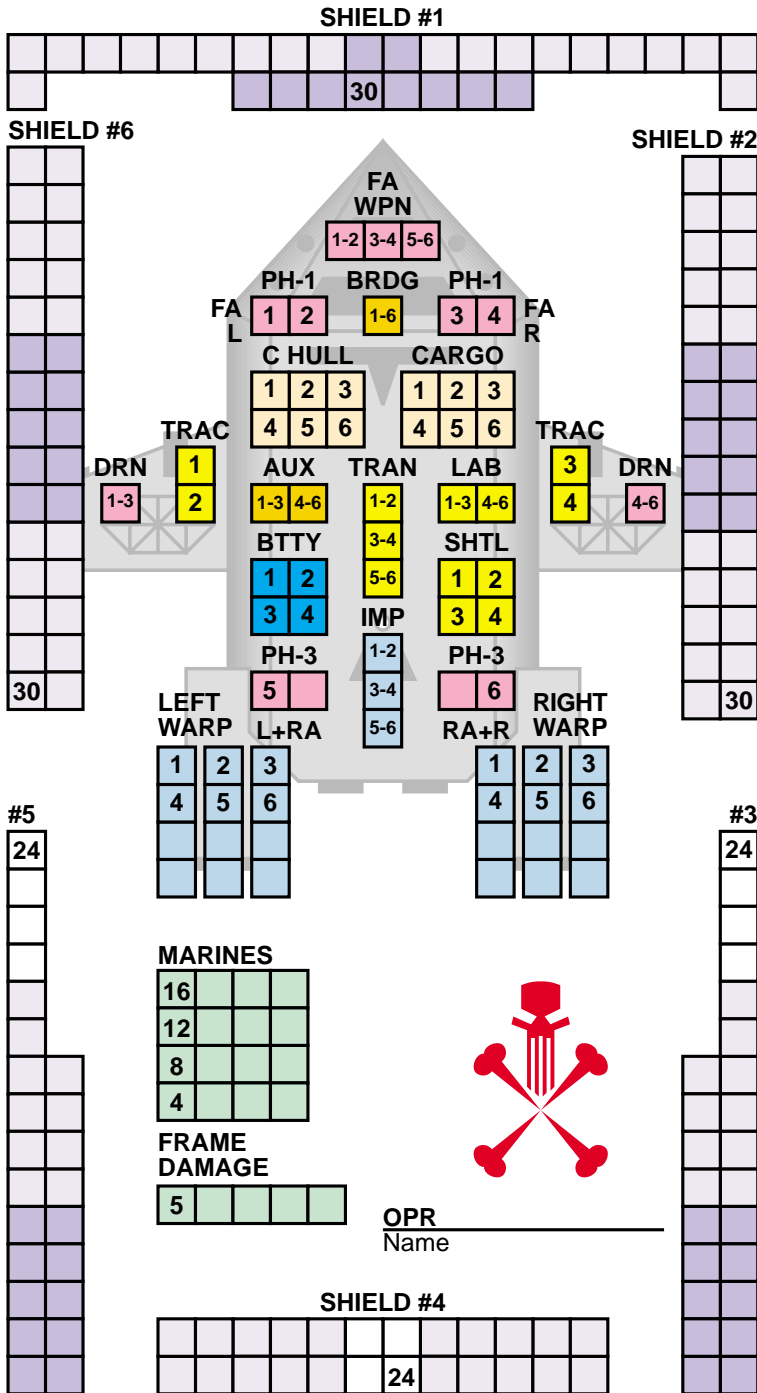 SHIELD #1
30
SHIELD #6
SHIELD #2
FA
WPN
1-2 3-4 5-6
PH-1 BRDG PH-1
FA L 1 2 1-6 3 4 FA R
C HULL CARGO
1 2 3 1 2 3
4 5 6 4 5 6
TRAC TRAC
1 3
2 4
DRN AUX TRAN LAB DRN
1-3 1-3 4-6 1-2 1-3 4-6 4-6
3-4
5-6
BTTY SHTL
1 2 1 2
3 4 3 4
IMP
1-2
3-4
5-6
PH-3 PH-3
5 6
30 30
LEFT
WARP L+RA
RIGHT
RA+R WARP
1 2 3 1 2 3
4 5 6 4 5 6
#5 #3
24 24
MARINES
16
12
8
4
FRAME
DAMAGE
5
OPR
Name
SHIELD #4
24